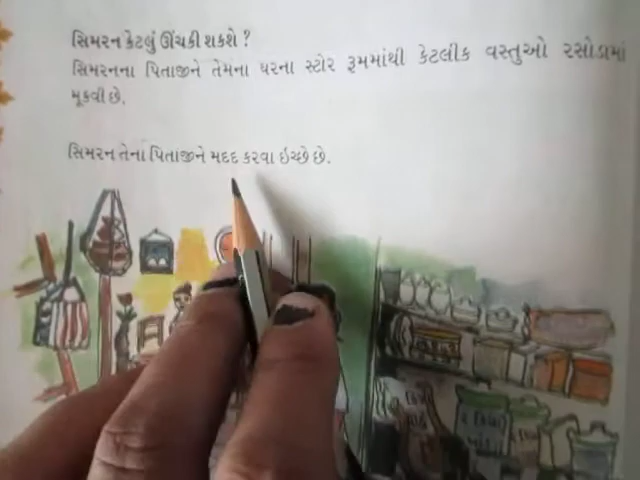 સિમરન કેટલું ઊંચકી શકશે ?
સિમરનના પિતાજીને તેમના ઘરના સ્ટોર રૂમમાંથી કેટલીક વસ્તુઓ રસોડામાં
મૂકવી છે.
સિમરન તેના પિતાજીને મદદ કરવા ઇચ્છે છે.